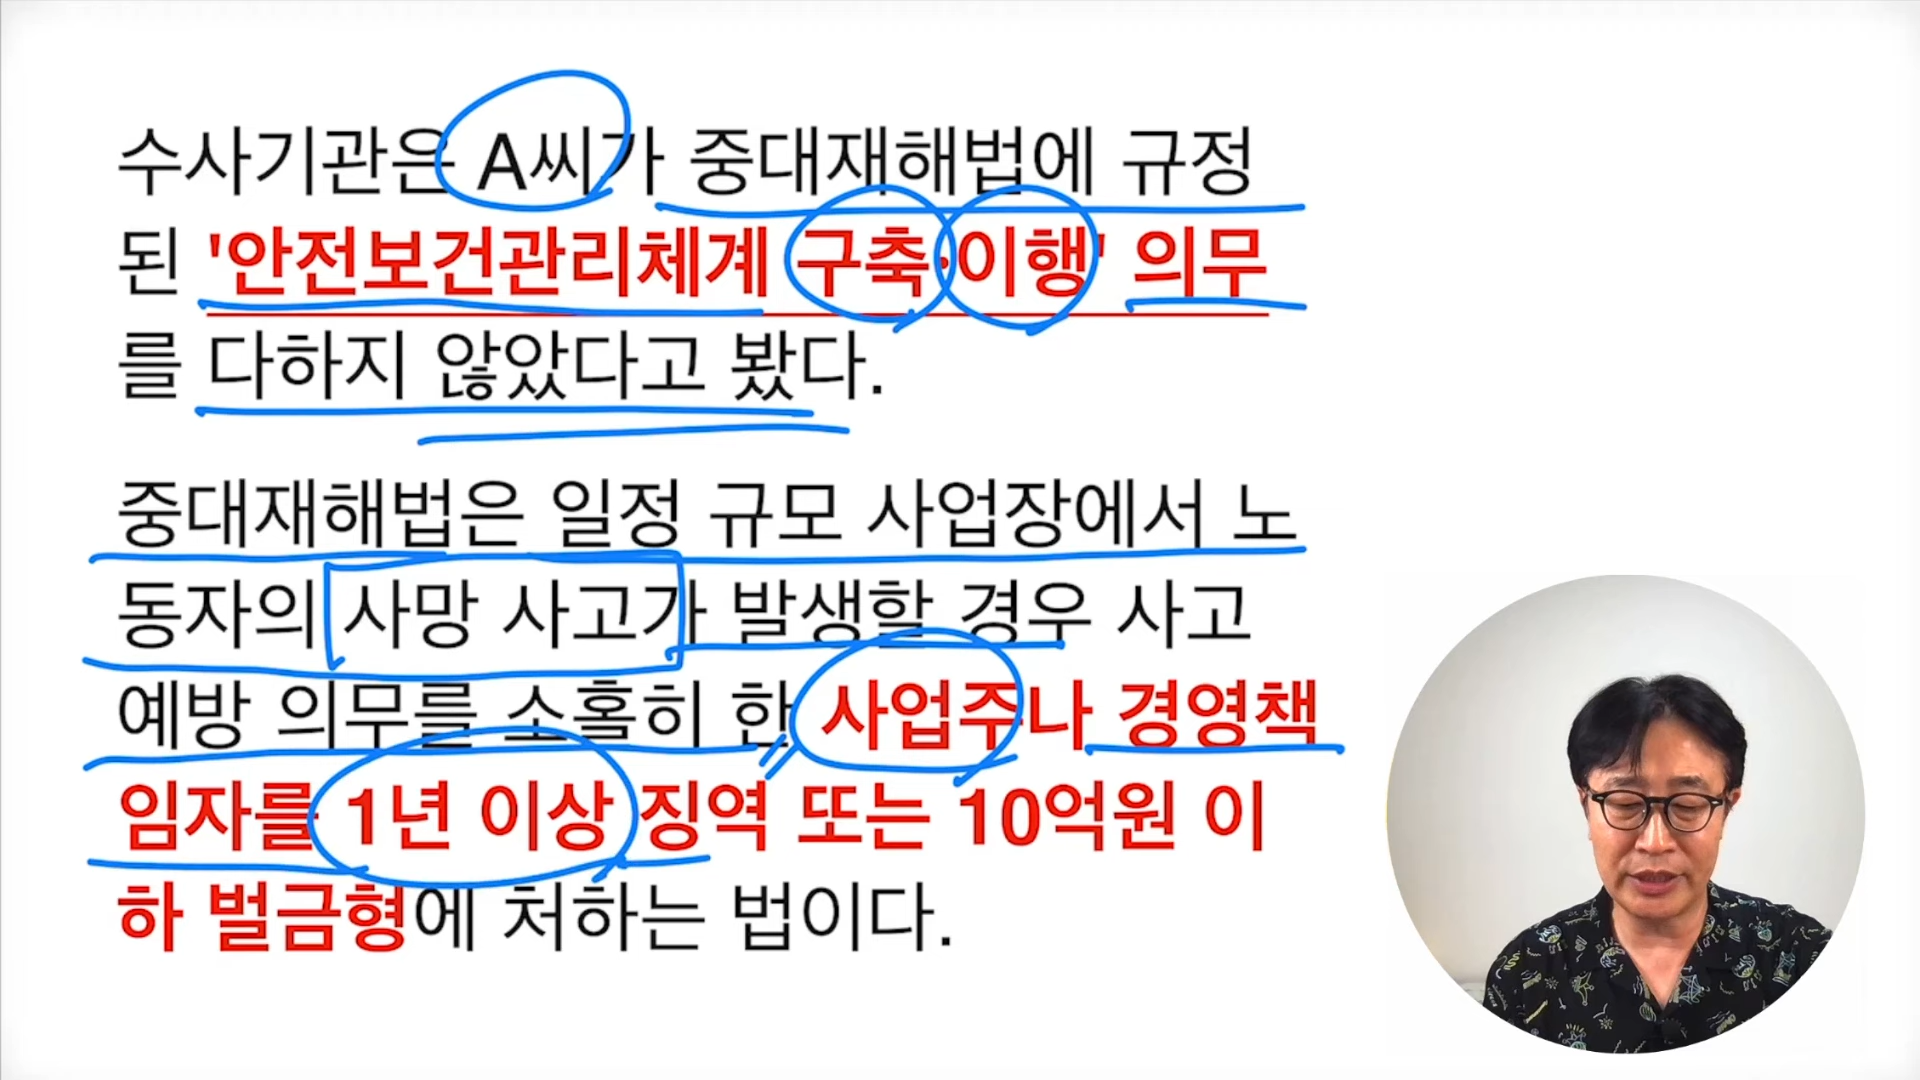 수사기관은 A씨가 중대재해법에 규정
된 '안전보건관리체계 구축·이행' 의무
를 다하지 않았다고 봤다.
중대재해법은 일정 규모 사업장에서 노
동자의 사망 사고가 발생할 경우 사고
예방 의무를 소홀히 한 사업주나 경영책
임자를 1년 이상 징역 또는 10억원 이
하 벌금형에 처하는 법이다.